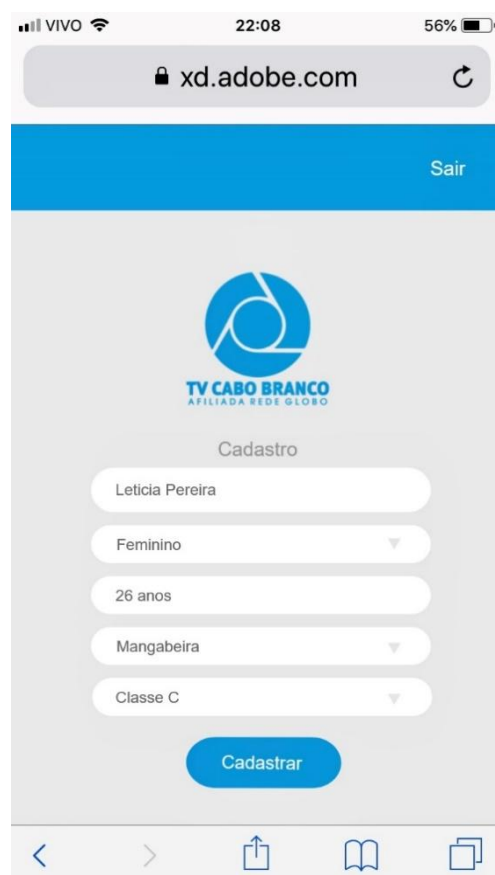 VIVO 22:08 56%
xd.adobe.com
Sair
TV CABO BRANCO
AFILIADA REDE GLOBO
Cadastro
Leticia Pereira
Feminino
26 anos
Mangabeira
Classe C
Cadastrar